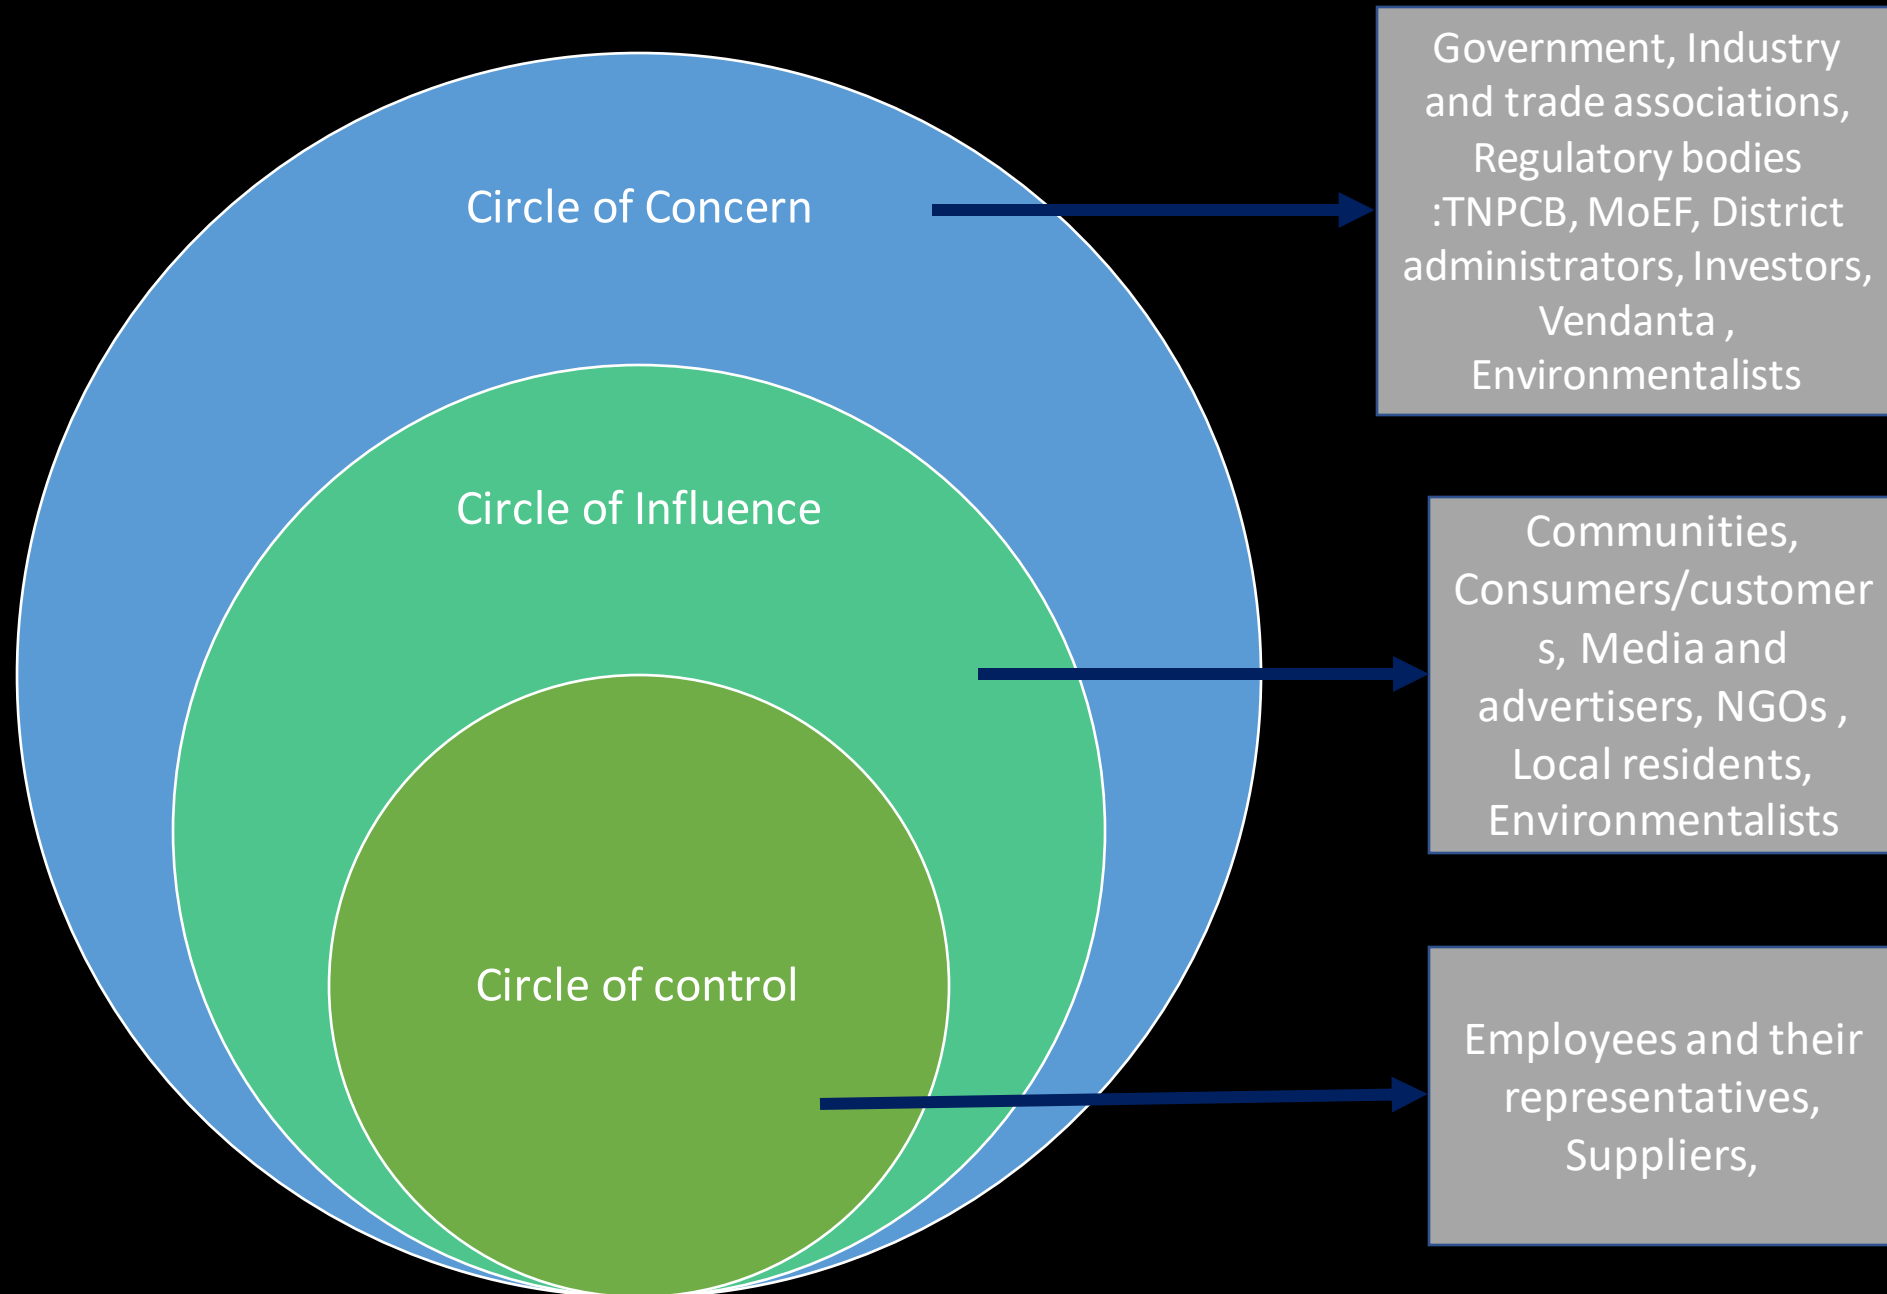 Circle of Concern
Government, Industry
and trade associations,
Regulatory bodies
:TNPCB, MoEF, District
administrators, Investors,
Vendanta ,
Environmentalists
Circle of Influence
Communities,
Consumers/customer
s, Media and
advertisers, NGOs ,
Local residents,
Environmentalists
Circle of control
Employees and their
representatives,
Suppliers,